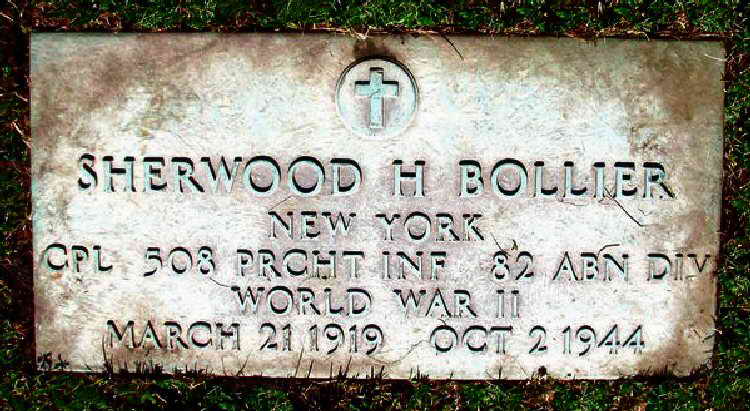 SHERWOOD H BOLLIER
NEW YORK
CPL 508 PRCHT INF 82 ABN DIV
WORLD WAR II
MARCH 21 1919 OCT 2 1944